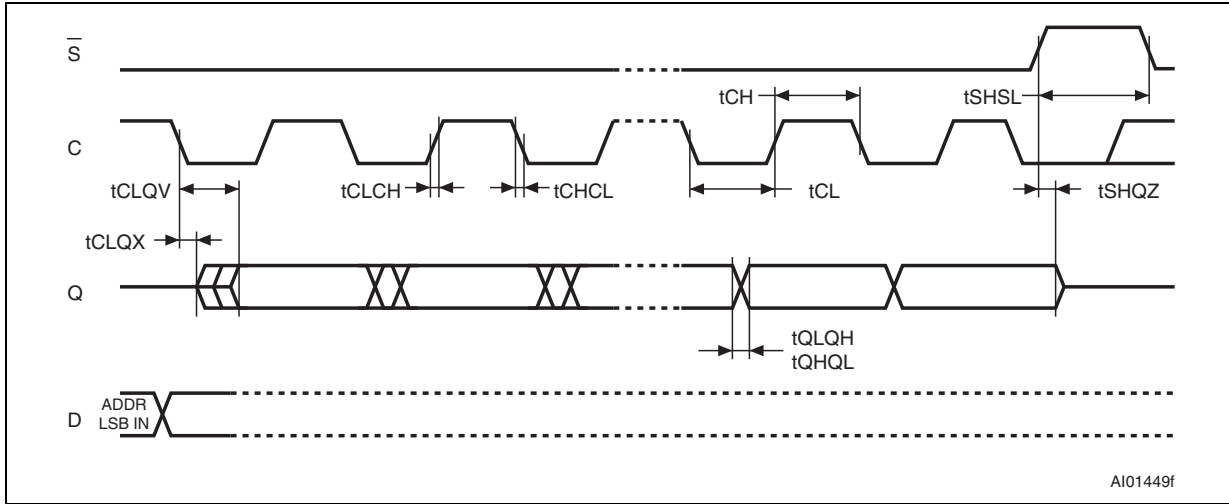 S
tCH
tSHSL
C
tCLQV
tCLCH
tCHCL
tCL
tSHQZ
tCLQX
Q
tQLQH
tQHQL
D
ADDR
LSB IN
AI01449f